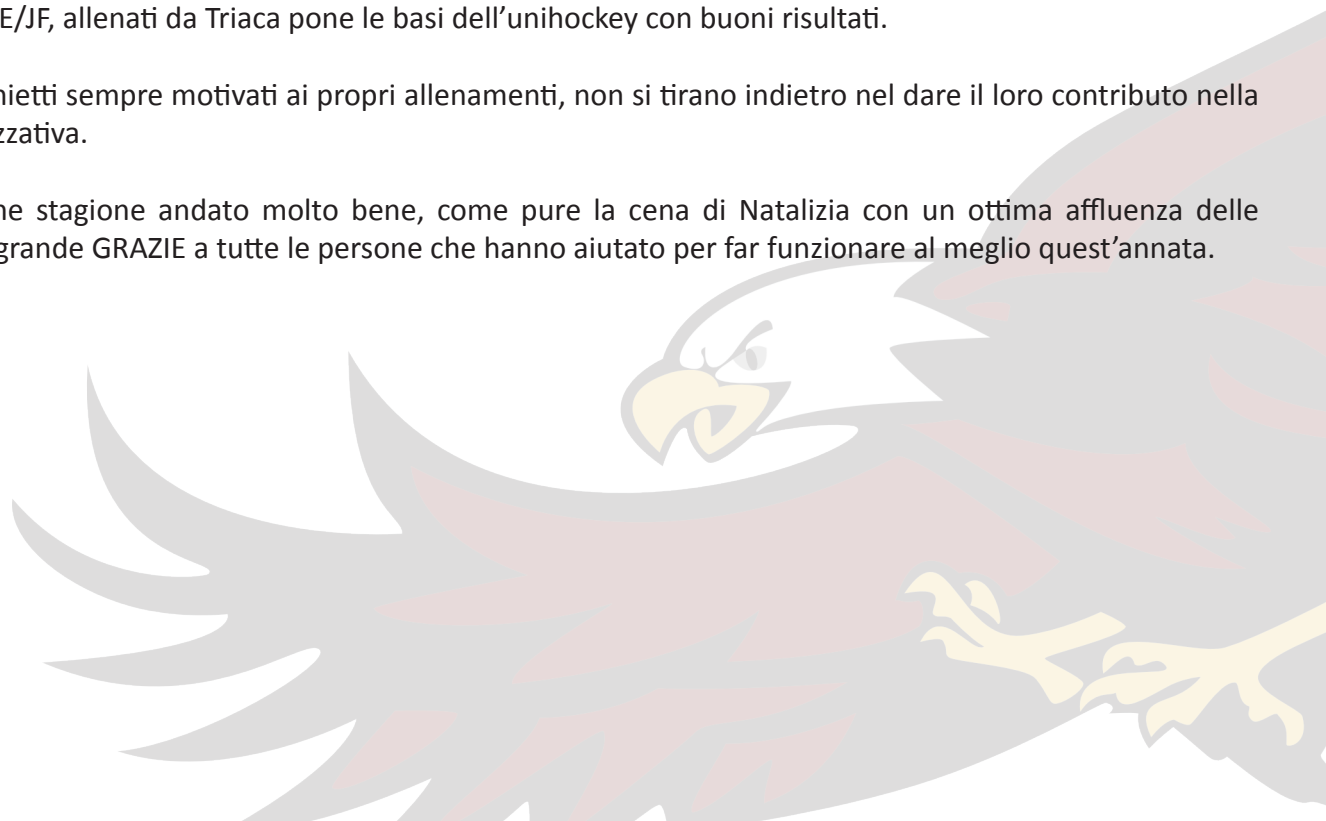 E/JF, allenati da Triaca pone le basi dell'unihockey con buoni risultati.
hietti sempre motivati ai propri allenamenti, non si tirano indietro nel dare il loro contributo nella
zzativa.
ne stagione andato molto bene, come pure la cena di Natalizia con un ottima affluenza delle
grande GRAZIE a tutte le persone che hanno aiutato per far funzionare al meglio quest'annata.